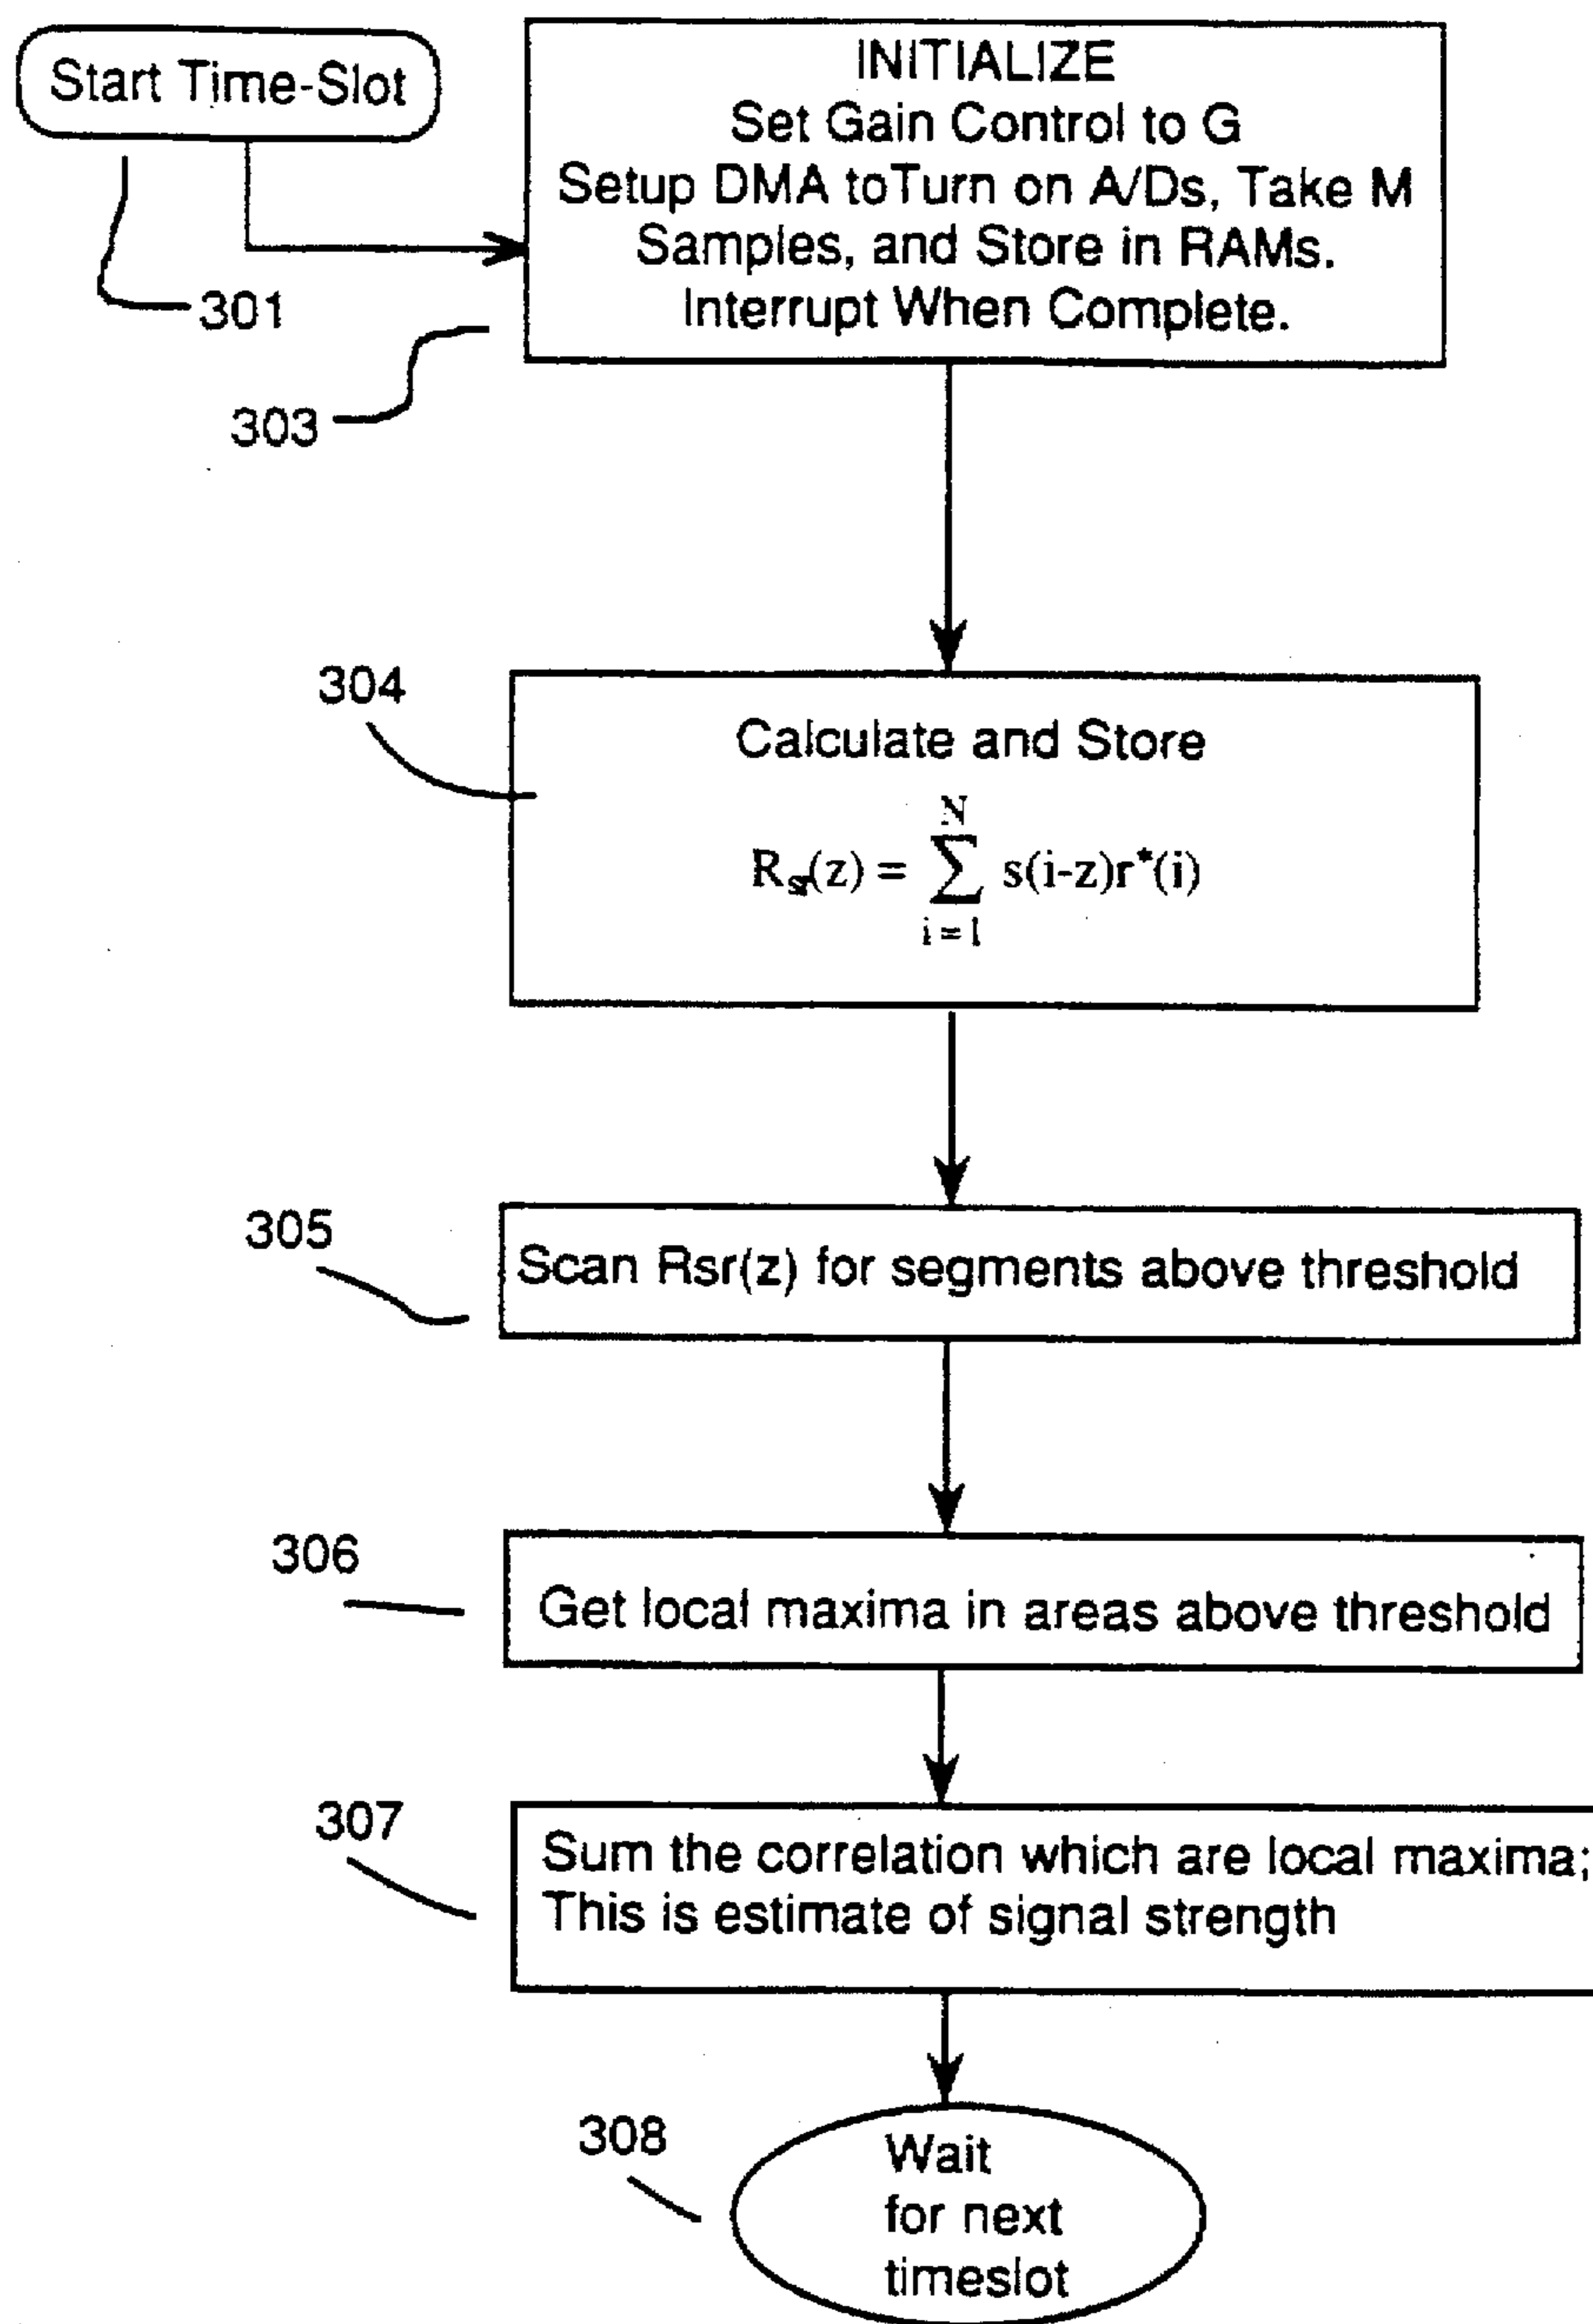 Start Time-Slot
301
INITIALIZE
Set Gain Control to G
Setup DMA toTurn on A/Ds, Take M
Samples, and Store in RAMs.
Interrupt When Complete.
303
304
Calculate and Store
N
Rsr(z) = ∑ s(i-z)r*(i)
i = 1
305
Scan Rsr(z) for segments above threshold
306
Get local maxima in areas above threshold
307
Sum the correlation which are local maxima;
This is estimate of signal strength
308
Wait
for next
timeslot